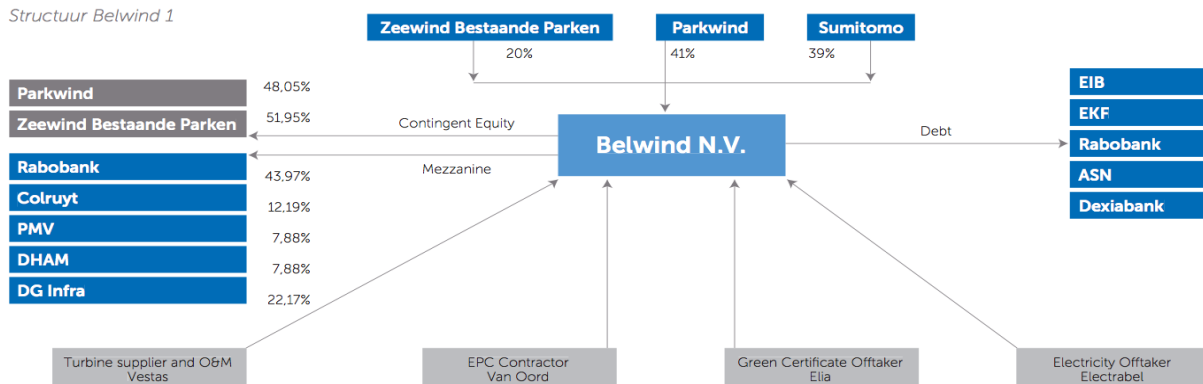 Structuur Belwind 1
Zeewind Bestaande Parken
Parkwind
Sumitomo
20%
41%
39%
Parkwind
48,05%
Zeewind Bestaande Parken
51,95%
Contingent Equity
Mezzanine
Rabobank
43,97%
Colruyt
12,19%
PMV
7,88%
DHAM
7,88%
DG Infra
22,17%
Belwind N.V.
Debt
EIB
EKF
Rabobank
ASN
Dexiabank
Turbine supplier and O&M
Vestas
EPC Contractor
Van Oord
Green Certificate Offtaker
Elia
Electricity Offtaker
Electrabel